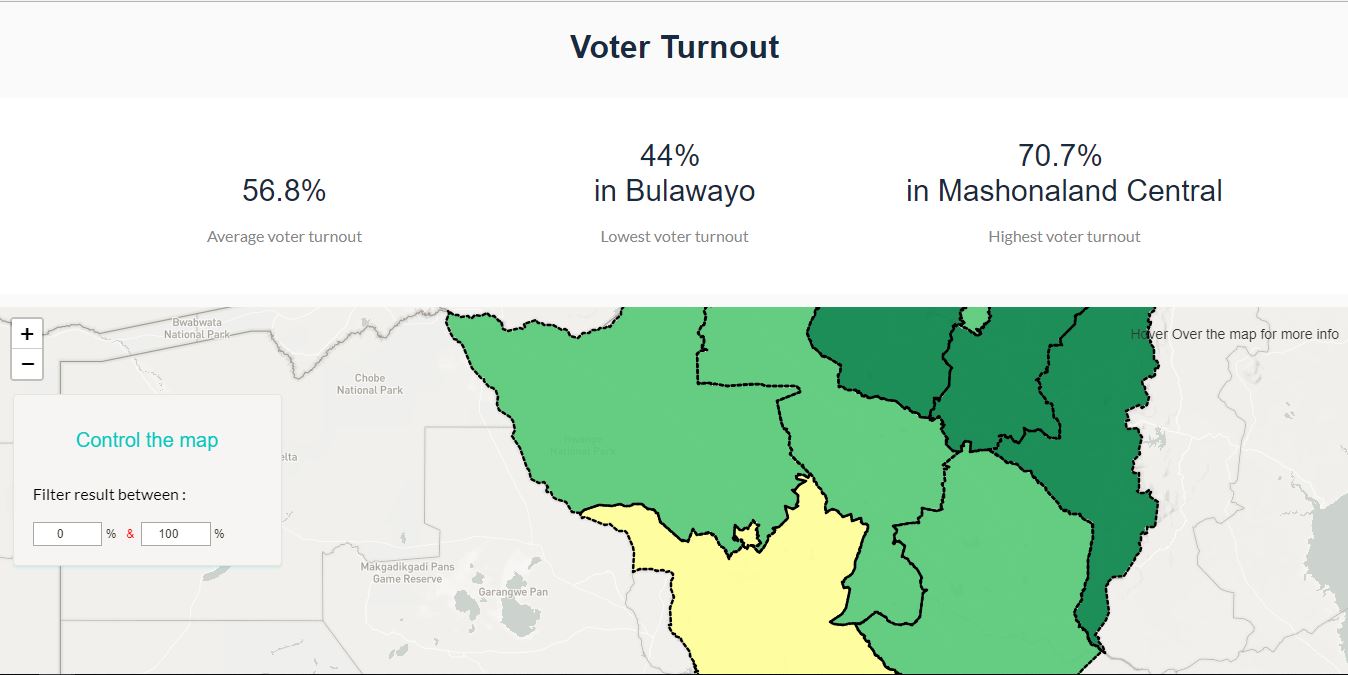 Voter Turnout
56.8%
Average voter turnout
44%
in Bulawayo
Lowest voter turnout
70.7%
in Mashonaland Central
Highest voter turnout
+
−
Bwabwata
National Park
Hover Over the map for more info
Chobe
National Park
Control the map
Hwange
National Park
elta
Filter result between :
0 % & 100 %
Makgadikgadi Pans
Game Reserve
Garangwe Pan